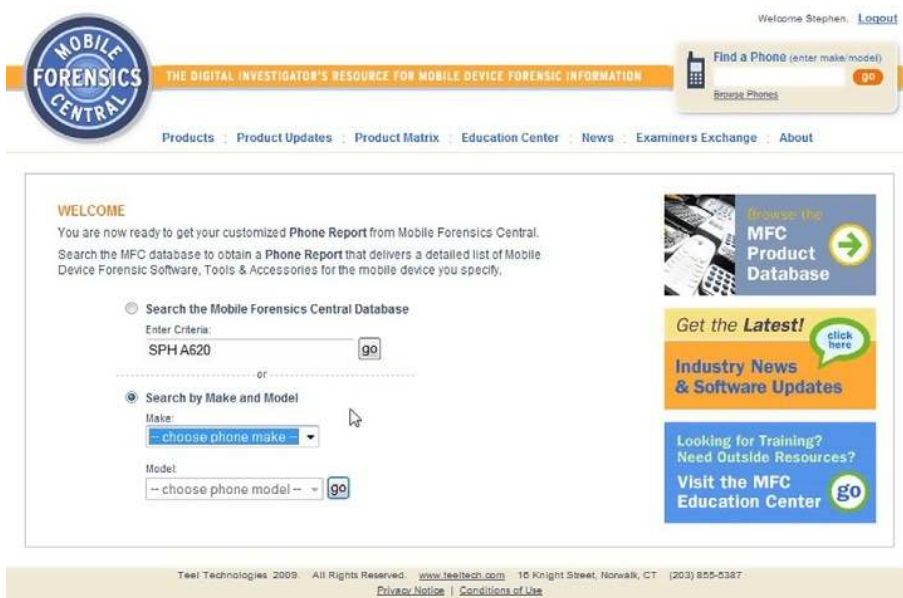 Welcome Stephen. Logout
MOBILE
FORENSICS
CENTRAL
THE DIGITAL INVESTIGATOR'S RESOURCE FOR MOBILE DEVICE FORENSIC INFORMATION
Find a Phone (enter make/model)
go
Browse Phones
Products : Product Updates : Product Matrix : Education Center : News : Examiners Exchange : About
WELCOME
You are now ready to get your customized Phone Report from Mobile Forensics Central.
Search the MFC database to obtain a Phone Report that delivers a detailed list of Mobile
Device Forensic Software, Tools & Accessories for the mobile device you specify.
Search the Mobile Forensics Central Database
Enter Criteria:
SPH A620 go
or
Search by Make and Model
Make:
-- choose phone make --
Model:
-- choose phone model -- go
Browse the
MFC
Product
Database
Get the Latest!
click
here
Industry News
& Software Updates
Looking for Training?
Need Outside Resources?
Visit the MFC
Education Center
go
Teel Technologies 2009 All Rights Reserved. www.teeltech.com 16 Knight Street, Norwalk, CT (203) 855-5387
Privacy Notice | Conditions of Use